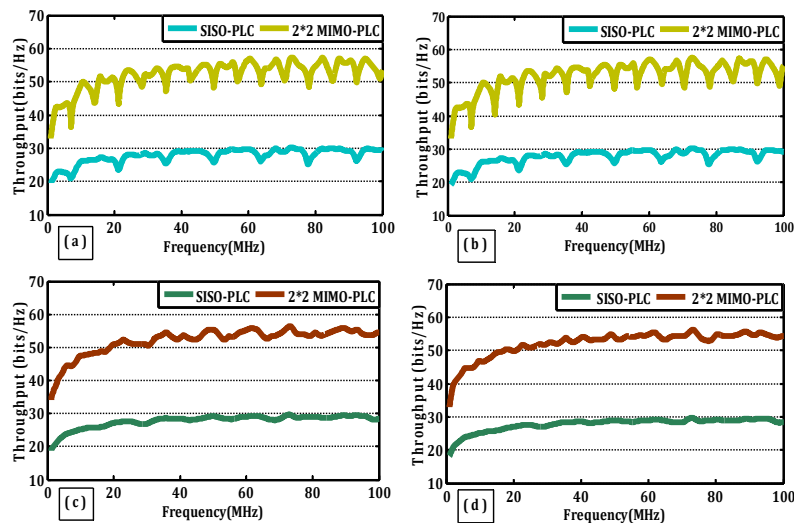 SISO-PLC 2*2 MIMO-PLC
Throughput(bits/Hz)
70
60
50
40
30
20
10
0 20 40 60 80 100
Frequency(MHz)
(a)
SISO-PLC 2*2 MIMO-PLC
Throughput (bits/Hz)
70
60
50
40
30
20
10
0 20 40 60 80 100
Frequency(MHz)
(b)
SISO-PLC 2*2 MIMO-PLC
Throughput (bits/Hz)
70
60
50
40
30
20
10
0 20 40 60 80 100
Frequency(MHz)
(c)
SISO-PLC 2*2 MIMO-PLC
Throughput (bits/Hz)
70
60
50
40
30
20
10
0 20 40 60 80 100
Frequency(MHz)
(d)